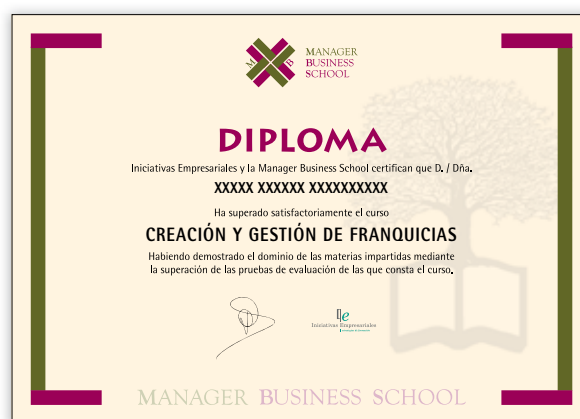 M B
MANAGER
BUSINESS
SCHOOL
DIPLOMA
Iniciativas Empresariales y la Manager Business School certifican que D. / Dña.
XXXXX XXXXXX XXXXXXXXXX
Ha superado satisfactoriamente el curso
CREACIÓN Y GESTIÓN DE FRANQUICIAS
Habiendo demostrado el dominio de las materias impartidas mediante
la superación de las pruebas de evaluación de las que consta el curso.
Ie
Iniciativas Empresariales
MANAGER BUSINESS SCHOOL